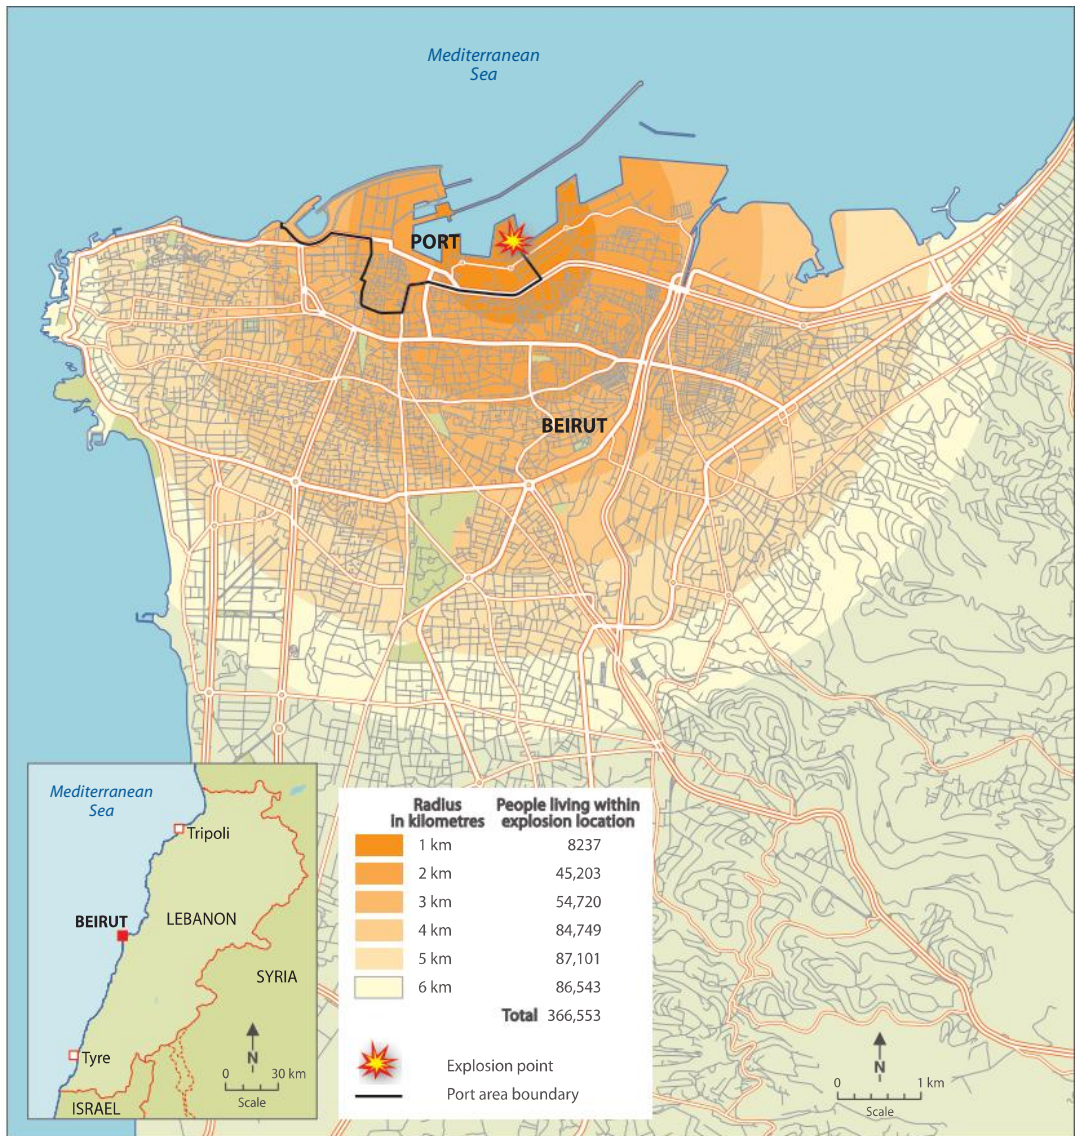 Mediterranean
Sea
PORT
BEIRUT
Mediterranean
Sea
Tripoli
BEIRUT
LEBANON
SYRIA
Tyre
N
0 30 km
Scale
ISRAEL
Radius
in kilometres
People living within
explosion location
1 km 8237
2 km 45,203
3 km 54,720
4 km 84,749
5 km 87,101
6 km 86,543
Total 366,553
Explosion point
Port area boundary
N
0 1 km
Scale